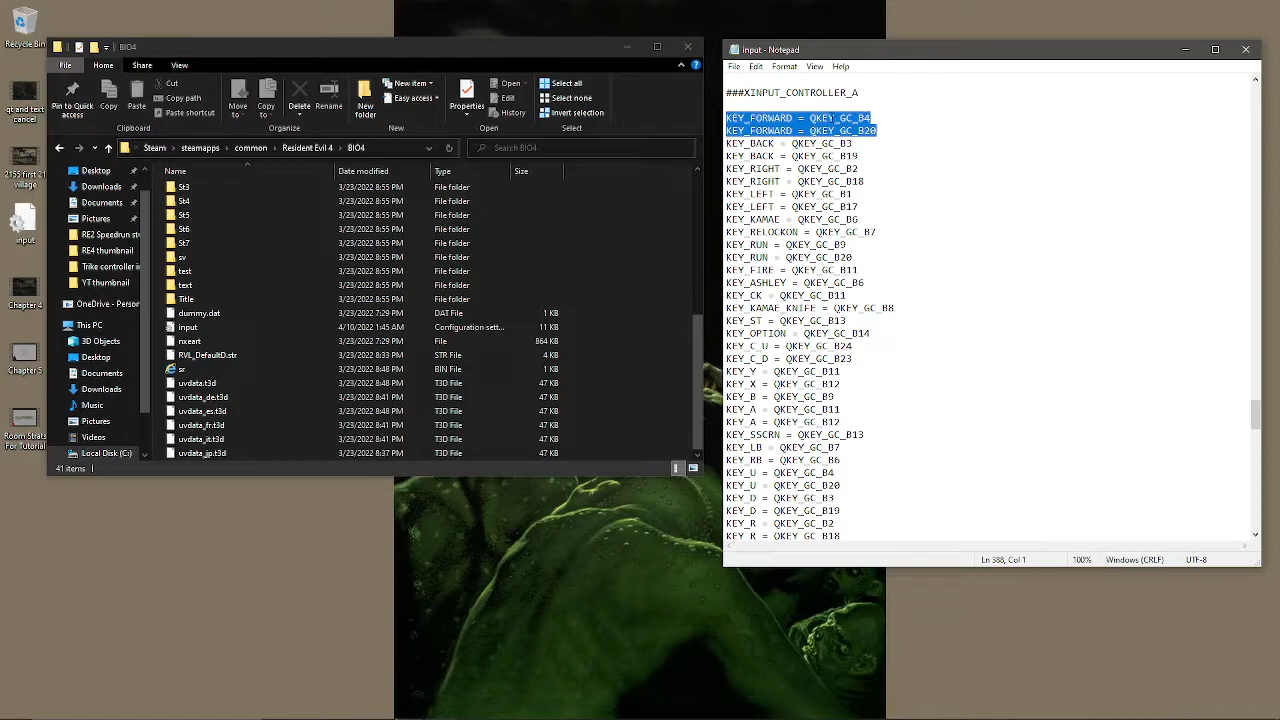 Recycle Bin
qtand cancel
tandcent text
2155 first 21
village
input
Chapter 4
Chapter 5
Room Strats
For Tutorial
BIO4
File Home Share View
Pin to Quick
Access
Copy
Paste
Cut
Copy path
Paste shortcut
Clipboard
Move
to
Copy
to
Delete
Rename
Organize
New
folder
New item
Easy access
New
Properties
Open
Edit
History
Open
Select all
Select none
Invert selection
Select
Steam steamapps common Resident Evil 4 BIO4
Search BIO4
Desktop
Downloads
Documents
Pictures
RE2 Speedrun st
RE4 thumbnail
Trike controller i
YT thumbnail
OneDrive - Person
This PC
3D Objects
Desktop
Documents
Downloads
Music
Pictures
Videos
Local Disk (C:)
Name Date modified Type Size
St3 3/23/2022 8:55 PM File folder
St4 3/23/2022 8:55 PM File folder
St5 3/23/2022 8:55 PM File folder
St6 3/23/2022 8:55 PM File folder
St7 3/23/2022 8:55 PM File folder
sv 3/23/2022 8:55 PM File folder
test 3/23/2022 8:55 PM File folder
text 3/23/2022 8:55 PM File folder
Title 3/23/2022 8:55 PM File folder
dummy.dat 3/23/2022 7:29 PM DAT File 1 KB
input 4/10/2022 1:45 AM Configuration sett... 11 KB
nxeart 3/23/2022 7:29 PM File 864 KB
RVL_DefaultD.str 3/23/2022 8:33 PM STR File 4 KB
sr 3/23/2022 8:48 PM BIN File 1 KB
uvdata.t3d 3/23/2022 8:48 PM T3D File 47 KB
uvdata_de.t3d 3/23/2022 8:41 PM T3D File 47 KB
uvdata_es.t3d 3/23/2022 8:48 PM T3D File 47 KB
uvdata_fr.t3d 3/23/2022 8:41 PM T3D File 47 KB
uvdata_it.t3d 3/23/2022 8:41 PM T3D File 47 KB
uvdata_jp.t3d 3/23/2022 8:37 PM T3D File 47 KB
41 items
input - Notepad
File Edit Format View Help
###XINPUT_CONTROLLER_A
KEY_FORWARD = QKEY_GC_B4
KEY_FORWARD = QKEY_GC_B20
KEY_BACK = QKEY_GC_B3
KEY_BACK = QKEY_GC_B19
KEY_RIGHT = QKEY_GC_B2
KEY_RIGHT = QKEY_GC_B18
KEY_LEFT = QKEY_GC_B1
KEY_LEFT = QKEY_GC_B17
KEY_KAMAE = QKEY_GC_B6
KEY_RELOCKON = QKEY_GC_B7
KEY_RUN = QKEY_GC_B9
KEY_RUN = QKEY_GC_B20
KEY_FIRE = QKEY_GC_B11
KEY_ASHLEY = QKEY_GC_B6
KEY_CK = QKEY_GC_B11
KEY_KAMAE_KNIFE = QKEY_GC_B8
KEY_ST = QKEY_GC_B13
KEY_OPTION = QKEY_GC_B14
KEY_C_U = QKEY_GC_B24
KEY_C_D = QKEY_GC_B23
KEY_Y = QKEY_GC_B11
KEY_X = QKEY_GC_B12
KEY_B = QKEY_GC_B9
KEY_A = QKEY_GC_B11
KEY_A = QKEY_GC_B12
KEY_SSCRN = QKEY_GC_B13
KEY_LB = QKEY_GC_B7
KEY_RB = QKEY_GC_B6
KEY_U = QKEY_GC_B4
KEY_U = QKEY_GC_B20
KEY_D = QKEY_GC_B3
KEY_D = QKEY_GC_B19
KEY_R = QKEY_GC_B2
KEY_R = QKEY_GC_B18
Ln 388, Col 1 100% Windows (CRLF) UTF-8